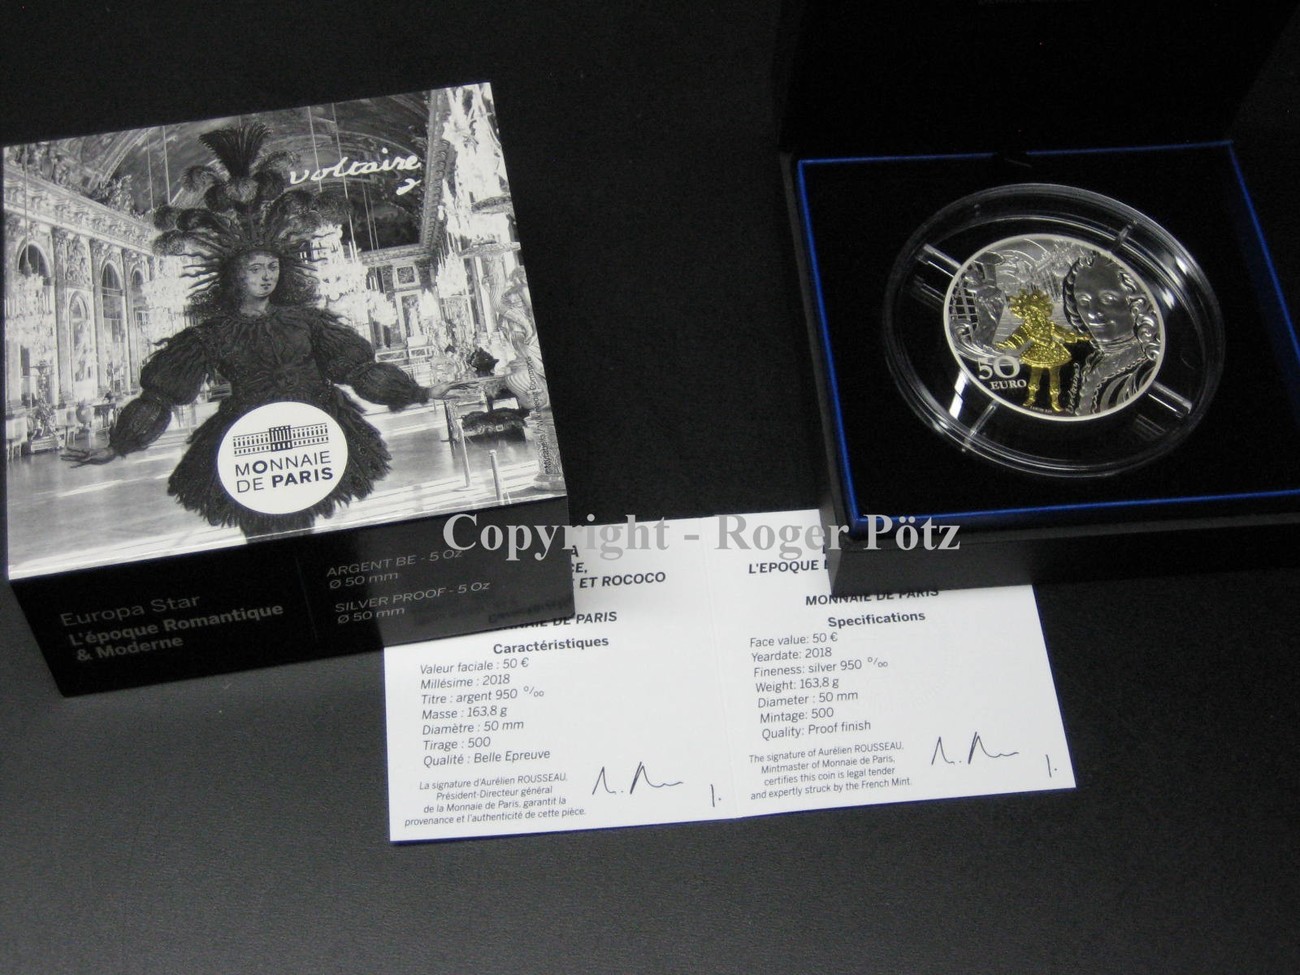 voltaire
MONNAIE
DE PARIS
Europa Star
L'époque Romantique
& Moderne
ARGENT BE - 5 Oz
Ø 50 mm
SILVER PROOF - 5 Oz
Ø 50 mm
50
EURO
Copyright - Roger Pötz
ET ROCOCO
DE PARIS
Caractéristiques
Valeur faciale : 50 €
Millésime : 2018
Titre : argent 950 °/°°
Masse : 163,8 g
Diamètre : 50 mm
Tirage : 500
Qualité : Belle Epreuve
La signature d'Aurélien ROUSSEAU,
Président-Directeur général
de la Monnaie de Paris, garantit la
provenance et l'authenticité de cette pièce.
1.
L'EPOQUE
MONNAIE DE PARIS
Specifications
Face value: 50 €
Yeardate: 2018
Fineness: silver 950 °/°°
Weight: 163,8 g
Diameter : 50 mm
Mintage: 500
Quality: Proof finish
The signature of Aurélien ROUSSEAU,
Mintmaster of Monnaie de Paris,
certifies this coin is legal tender
and expertly struck by the French Mint.
1.